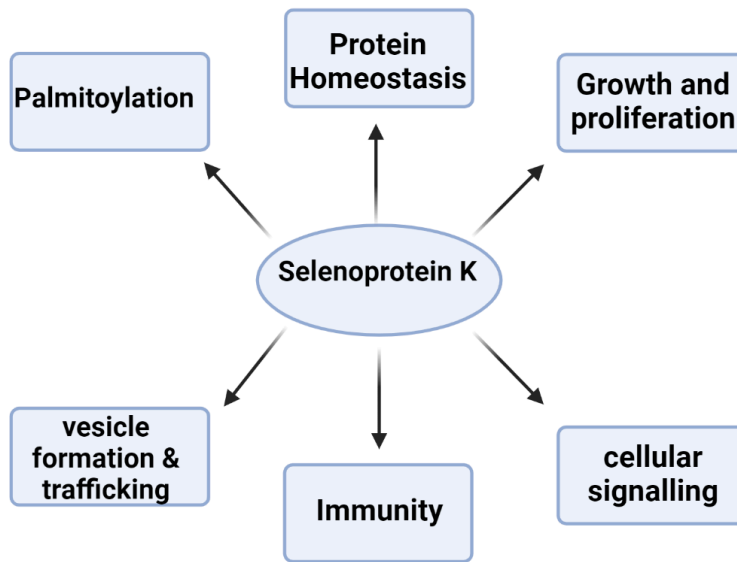 Protein
Homeostasis
Palmitoylation
Growth and
proliferation
Selenoprotein K
vesicle
formation &
trafficking
Immunity
cellular
signalling